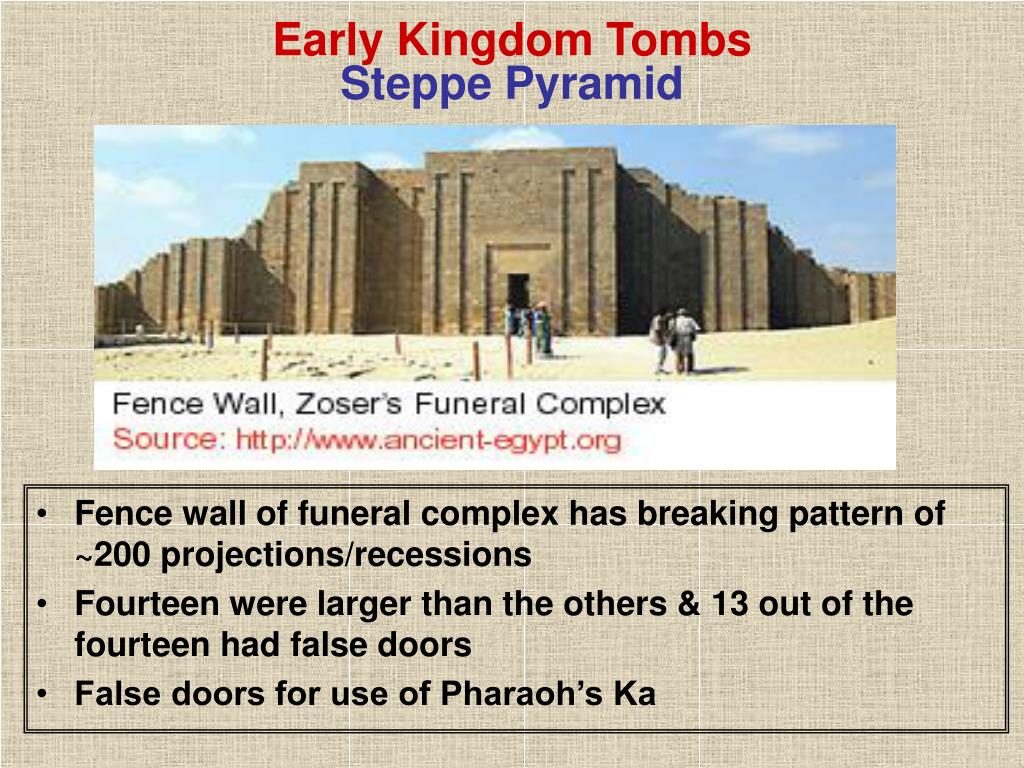 Early Kingdom Tombs
Steppe Pyramid
Fence Wall, Zoser's Funeral Complex
Source: http://www.ancient-egypt.org
• Fence wall of funeral complex has breaking pattern of
~200 projections/recessions
• Fourteen were larger than the others & 13 out of the
fourteen had false doors
• False doors for use of Pharaoh’s Ka